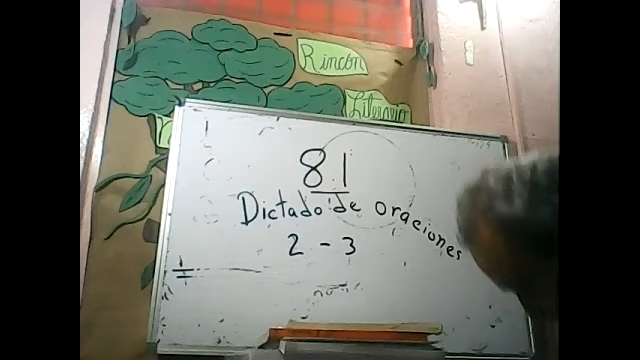 Rincón
Literario
81
Dictado de oraciones
2 - 3